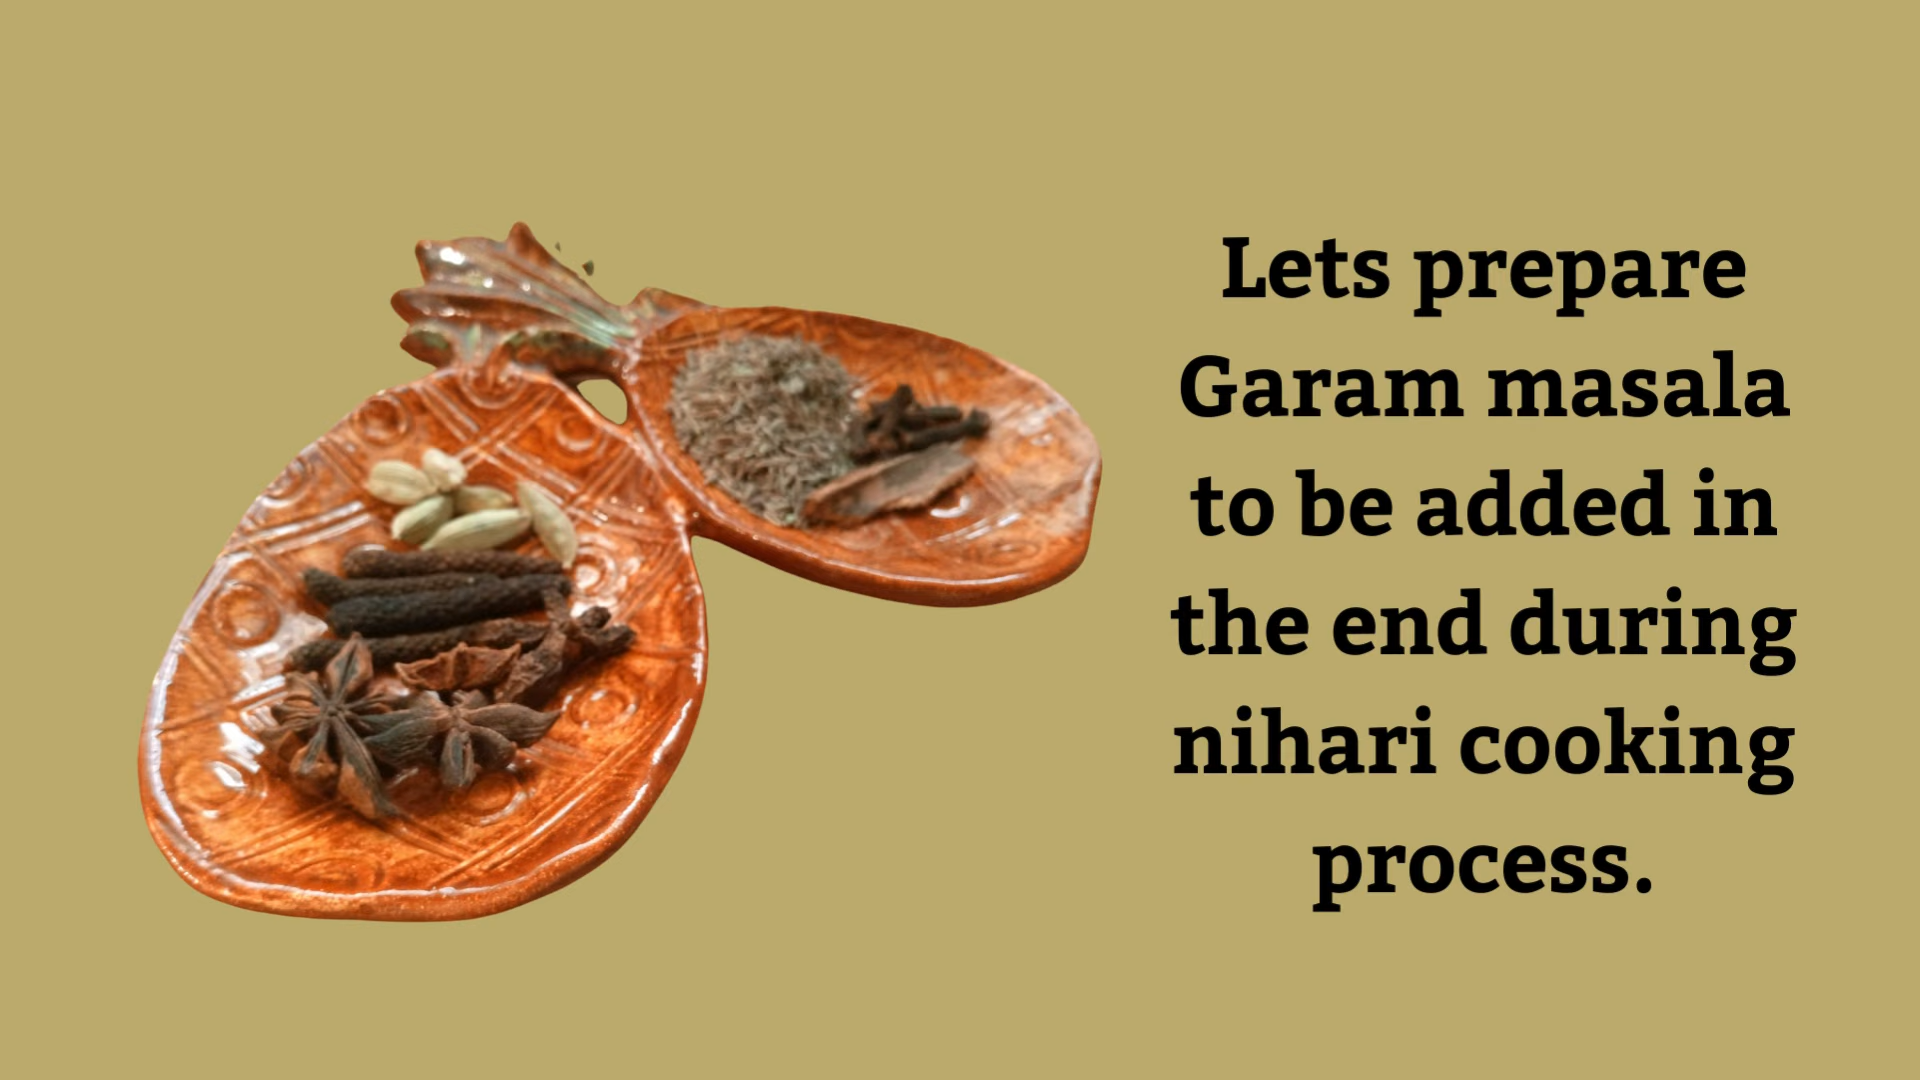 Lets prepare
Garam masala
to be added in
the end during
nihari cooking
process.